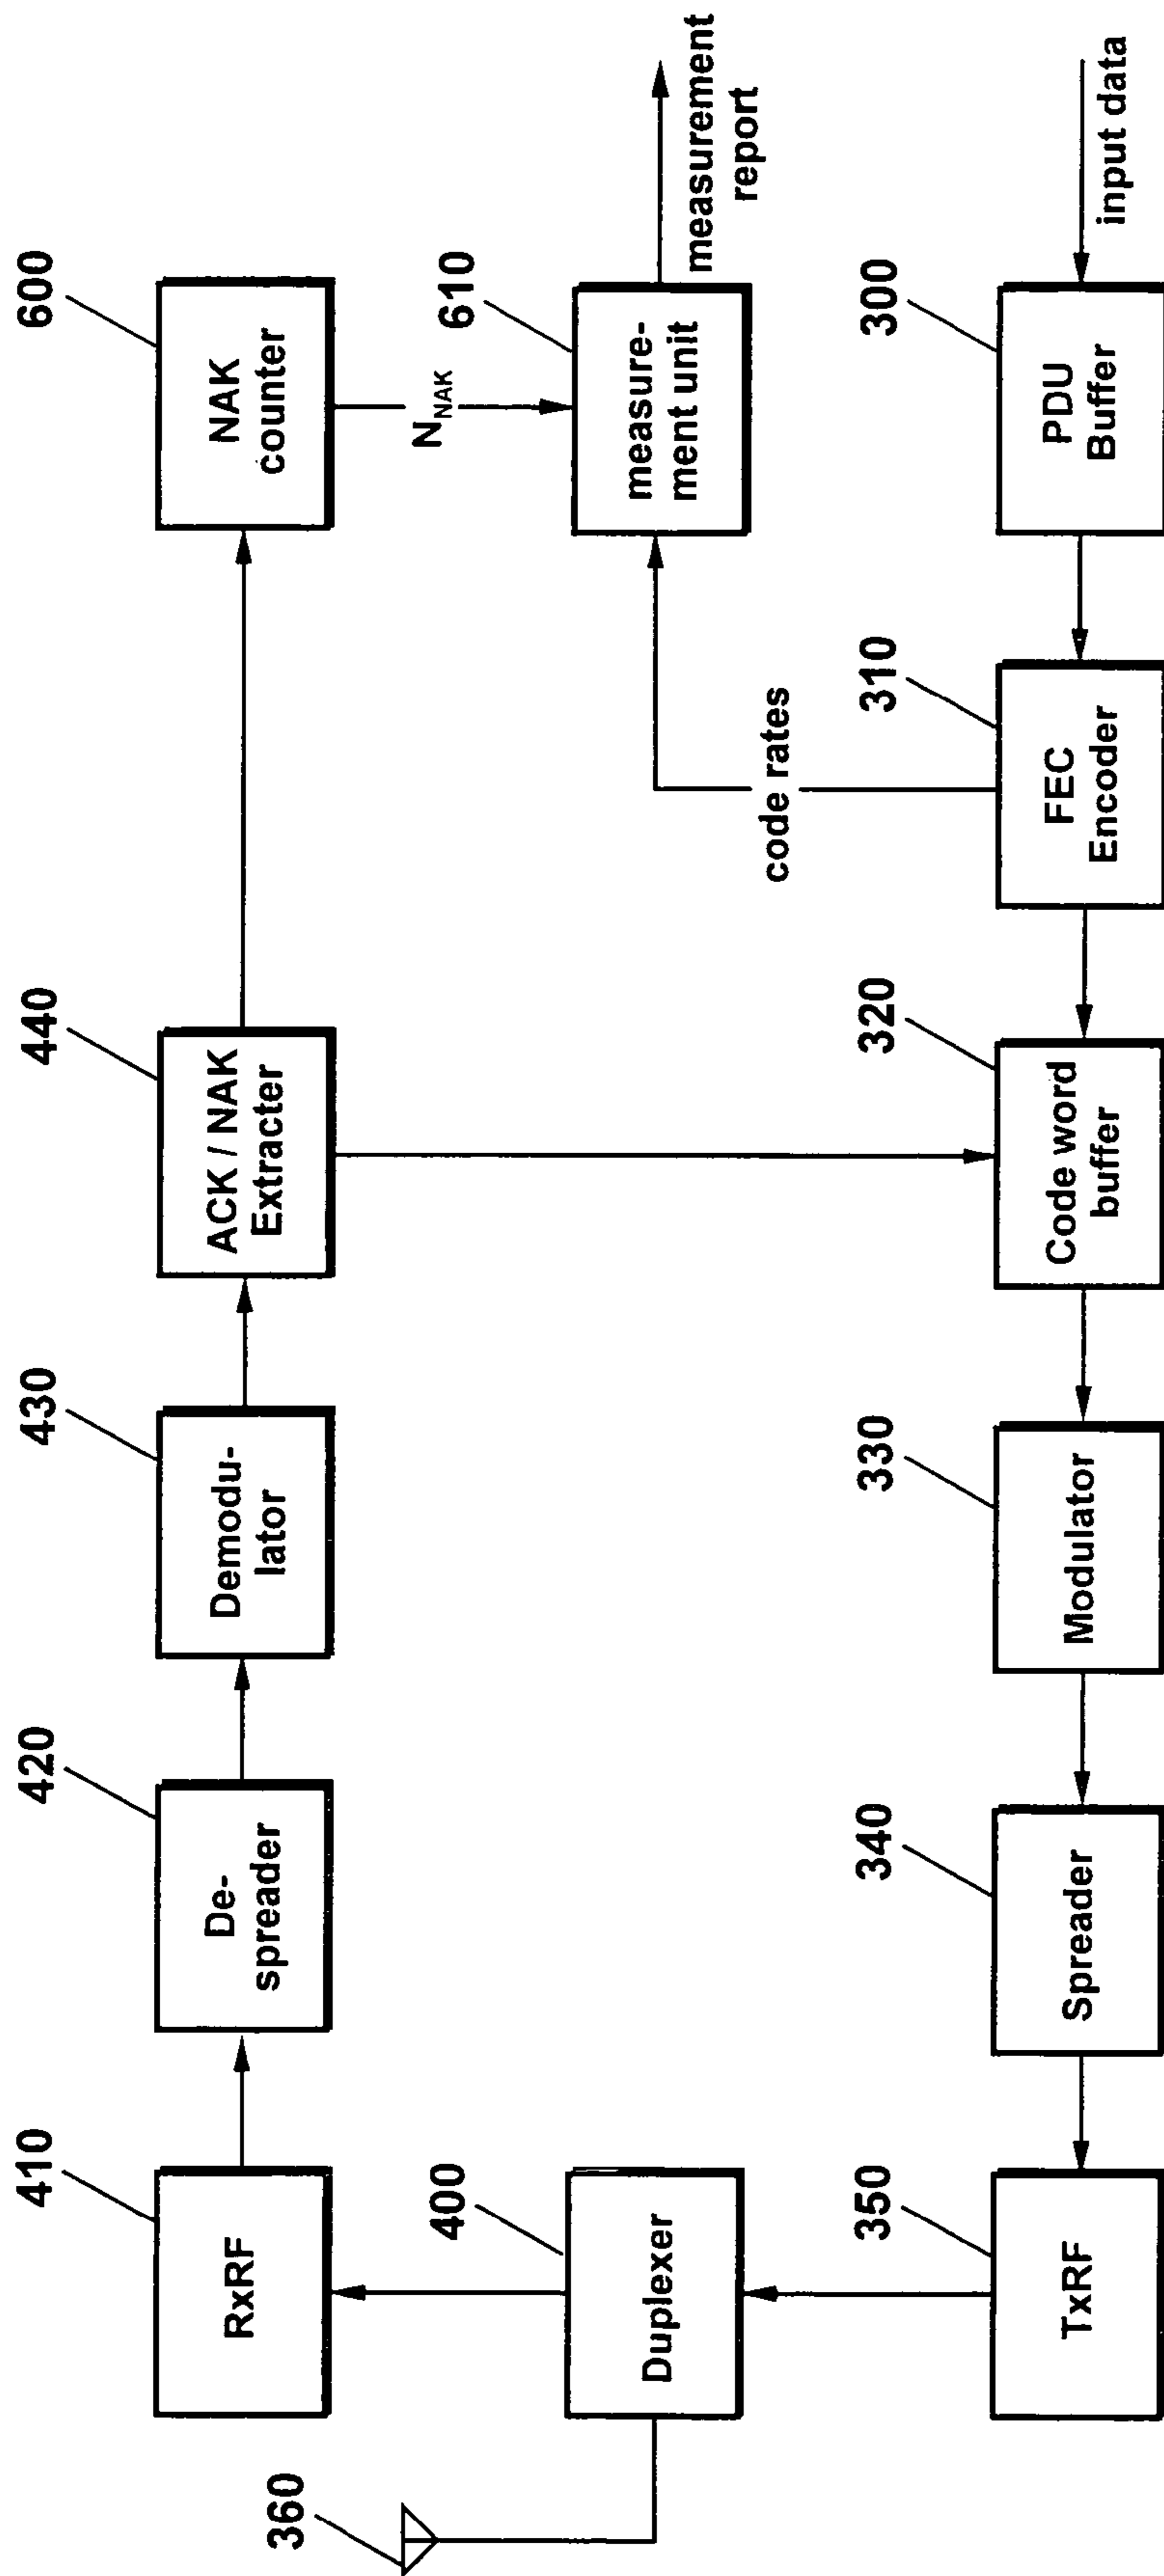 410
420
430
440
600
RxRF
De-
spreader
Demodu-
lator
ACK / NAK
Extracter
NAK
counter
N_NAK
360
400
Duplexer
610
measure-
ment unit
measurement
report
code rates
350
340
330
320
310
300
TxRF
Spreader
Modulator
Code word
buffer
FEC
Encoder
PDU
Buffer
input data